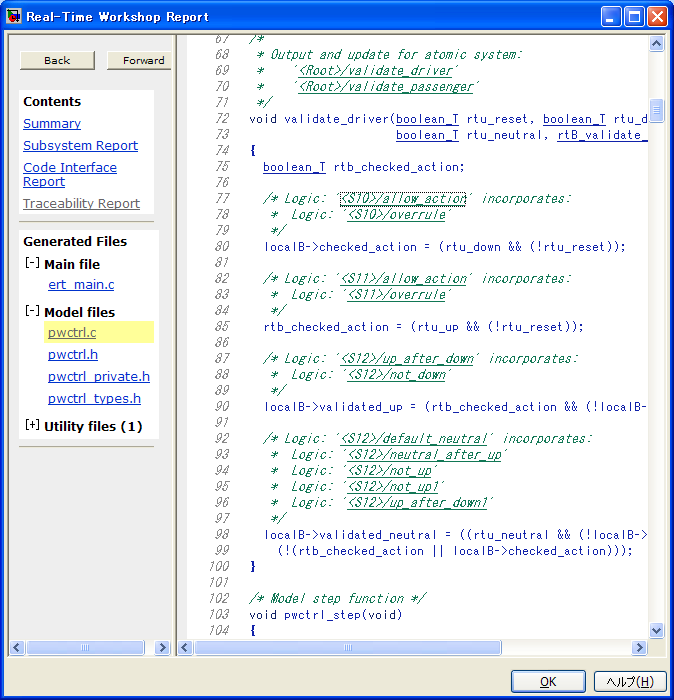 Real-Time Workshop Report
Back
Forward
Contents
Summary
Subsystem Report
Code Interface
Report
Traceability Report
Generated Files
[-] Main file
ert_main.c
[-] Model files
pwctrl.c
pwctrl.h
pwctrl_private.h
pwctrl_types.h
[+] Utility files (1)
67 /*
68 * Output and update for atomic system:
69 * '<Root>/validate_driver'
70 * '<Root>/validate_passenger'
71 */
72 void validate_driver(boolean_T rtu_reset, boolean_T rtu_d
73 boolean_T rtu_neutral, rtB_validate_
74 {
75 boolean_T rtb_checked_action;
76
77 /* Logic: '<S10>/allow_action' incorporates:
78 * Logic: '<S10>/overrule'
79 */
80 localB->checked_action = (rtu_down && (!rtu_reset));
81
82 /* Logic: '<S11>/allow_action' incorporates:
83 * Logic: '<S11>/overrule'
84 */
85 rtb_checked_action = (rtu_up && (!rtu_reset));
86
87 /* Logic: '<S12>/up_after_down' incorporates:
88 * Logic: '<S12>/not_down'
89 */
90 localB->validated_up = (rtb_checked_action && (!localB-
91
92 /* Logic: '<S12>/default_neutral' incorporates:
93 * Logic: '<S12>/neutral_after_up'
94 * Logic: '<S12>/not_up'
95 * Logic: '<S12>/not_up1'
96 * Logic: '<S12>/up_after_down1'
97 */
98 localB->validated_neutral = ((rtu_neutral && (!localB->
99 (!(rtb_checked_action || localB->checked_action)));
100 }
101
102 /* Model step function */
103 void pwctrl_step(void)
104 {
OK
ヘルプ(H)